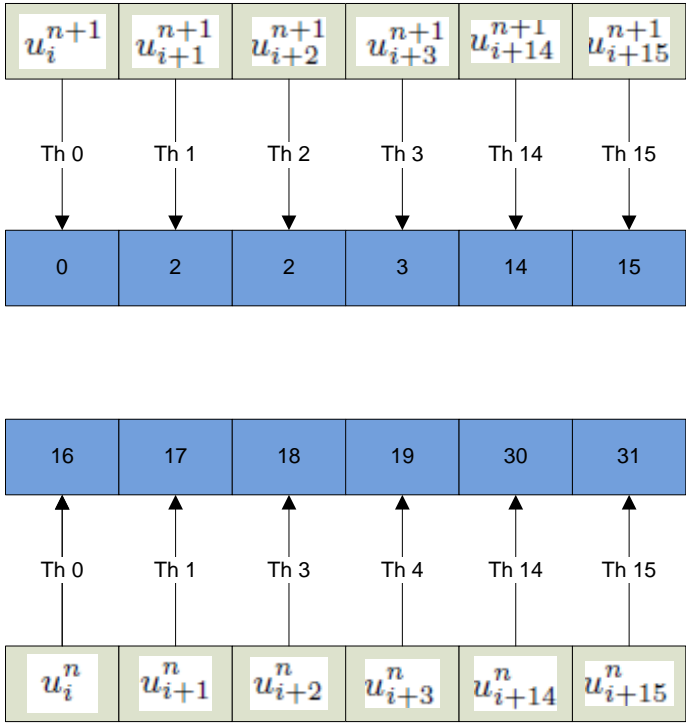 u_i^{n+1} u_{i+1}^{n+1} u_{i+2}^{n+1} u_{i+3}^{n+1} u_{i+14}^{n+1} u_{i+15}^{n+1}
Th 0 Th 1 Th 2 Th 3 Th 14 Th 15
0 2 2 3 14 15
16 17 18 19 30 31
Th 0 Th 1 Th 3 Th 4 Th 14 Th 15
u_i^n u_{i+1}^n u_{i+2}^n u_{i+3}^n u_{i+14}^n u_{i+15}^n